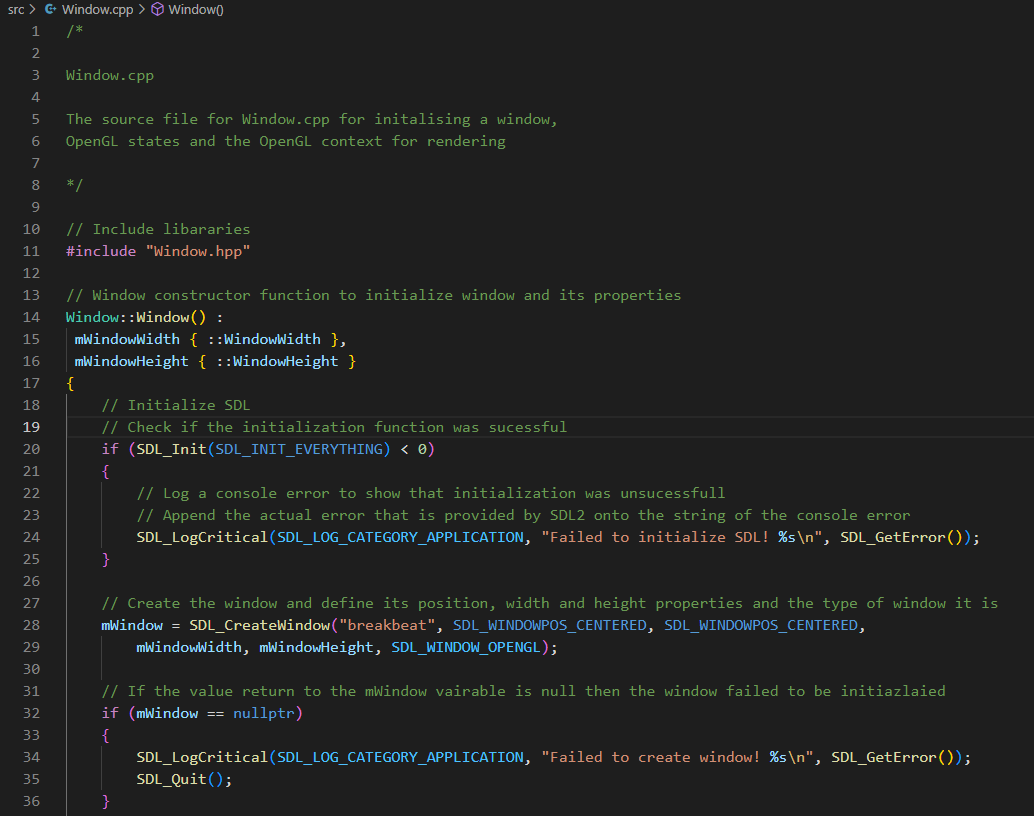 src > Window.cpp > Window()
1 /*
2
3 Window.cpp
4
5 The source file for Window.cpp for initalising a window,
6 OpenGL states and the OpenGL context for rendering
7
8 */
9
10 // Include libararies
11 #include "Window.hpp"
12
13 // Window constructor function to initialize window and its properties
14 Window::Window() :
15 mWindowWidth { ::WindowWidth },
16 mWindowHeight { ::WindowHeight }
17 {
18 // Initialize SDL
19 // Check if the initialization function was sucessful
20 if (SDL_Init(SDL_INIT_EVERYTHING) < 0)
21 {
22 // Log a console error to show that initialization was unsucessfull
23 // Append the actual error that is provided by SDL2 onto the string of the console error
24 SDL_LogCritical(SDL_LOG_CATEGORY_APPLICATION, "Failed to initialize SDL! %s\n", SDL_GetError());
25 }
26
27 // Create the window and define its position, width and height properties and the type of window it is
28 mWindow = SDL_CreateWindow("breakbeat", SDL_WINDOWPOS_CENTERED, SDL_WINDOWPOS_CENTERED,
29 mWindowWidth, mWindowHeight, SDL_WINDOW_OPENGL);
30
31 // If the value return to the mWindow vairable is null then the window failed to be initiazlaied
32 if (mWindow == nullptr)
33 {
34 SDL_LogCritical(SDL_LOG_CATEGORY_APPLICATION, "Failed to create window! %s\n", SDL_GetError());
35 SDL_Quit();
36 }